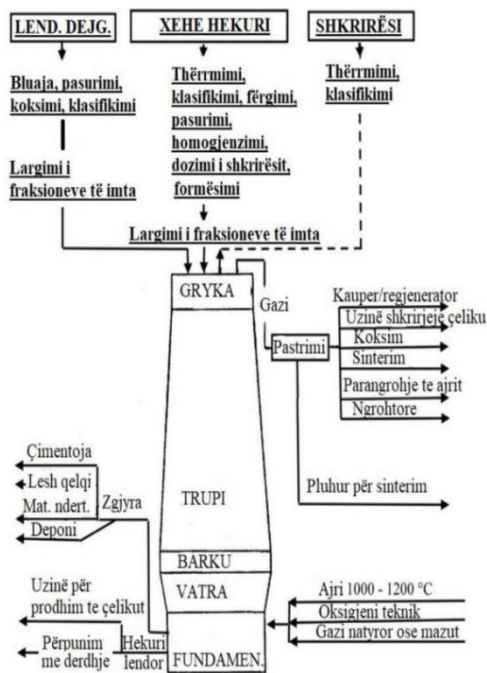 LEND. DEJG.
XEHE HEKURI
SHKRIRËSI
Bluaja, pasurimi,
koksimi, klasifikimi
Thërrmimi,
klasifikimi, fërgimi,
pasurimi,
homogjenzimi,
dozimi i shkrirësit,
formësimi
Thërrmimi,
klasifikimi
Largimi i
fraksioneve të imta
Largimi i fraksioneve të imta
GRYKA
Gazi
Pastrimi
Kauper/regjenerator
Uzinë shkrirjeje çeliku
Koksim
Sinterim
Parangrohje te ajrit
Ngrohtore
Pluhur për sinterim
Çimentoja
Lesh qelqi
Mat. ndert.
Deponi
Zgjyra
TRUPI
BARKU
VATRA
FUNDAMEN.
Uzinë për
prodhim te çelikut
Përpunim
me derdhje
Hekuri
lendor
Ajri 1000 - 1200 °C
Oksigjeni teknik
Gazi natyror ose mazut